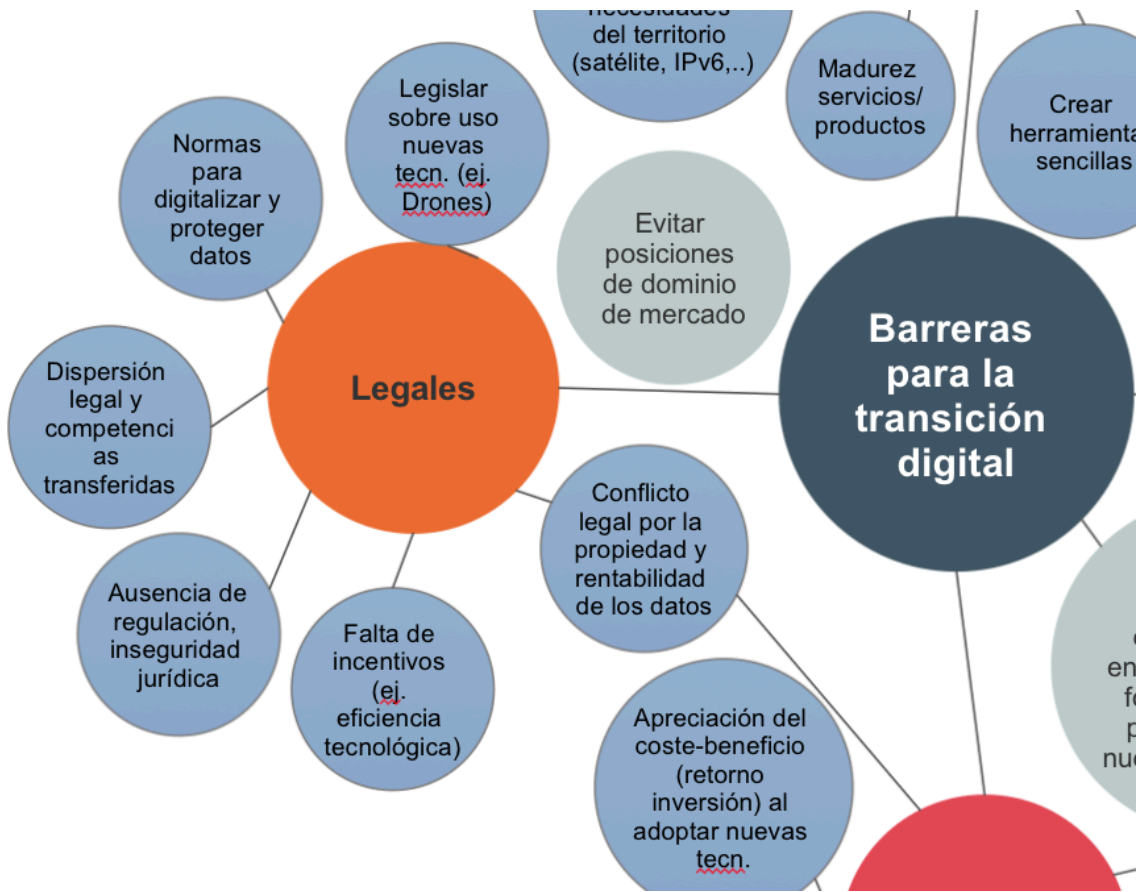 necesidades
del territorio
(satélite, IPv6,..)
Madurez
servicios/
productos
Crear
herramienta
sencillas
Legislar
sobre uso
nuevas
tecn. (ej.
Drones)
Normas
para
digitalizar y
proteger
datos
Evitar
posiciones
de dominio
de mercado
Barreras
para la
transición
digital
Legales
Dispersión
legal y
competenci
as
transferidas
Conflicto
legal por la
propiedad y
rentabilidad
de los datos
Ausencia de
regulación,
inseguridad
jurídica
Falta de
incentivos
(ej.
eficiencia
tecnológica)
Apreciación del
coste-beneficio
(retorno
inversión) al
adoptar nuevas
tecn.